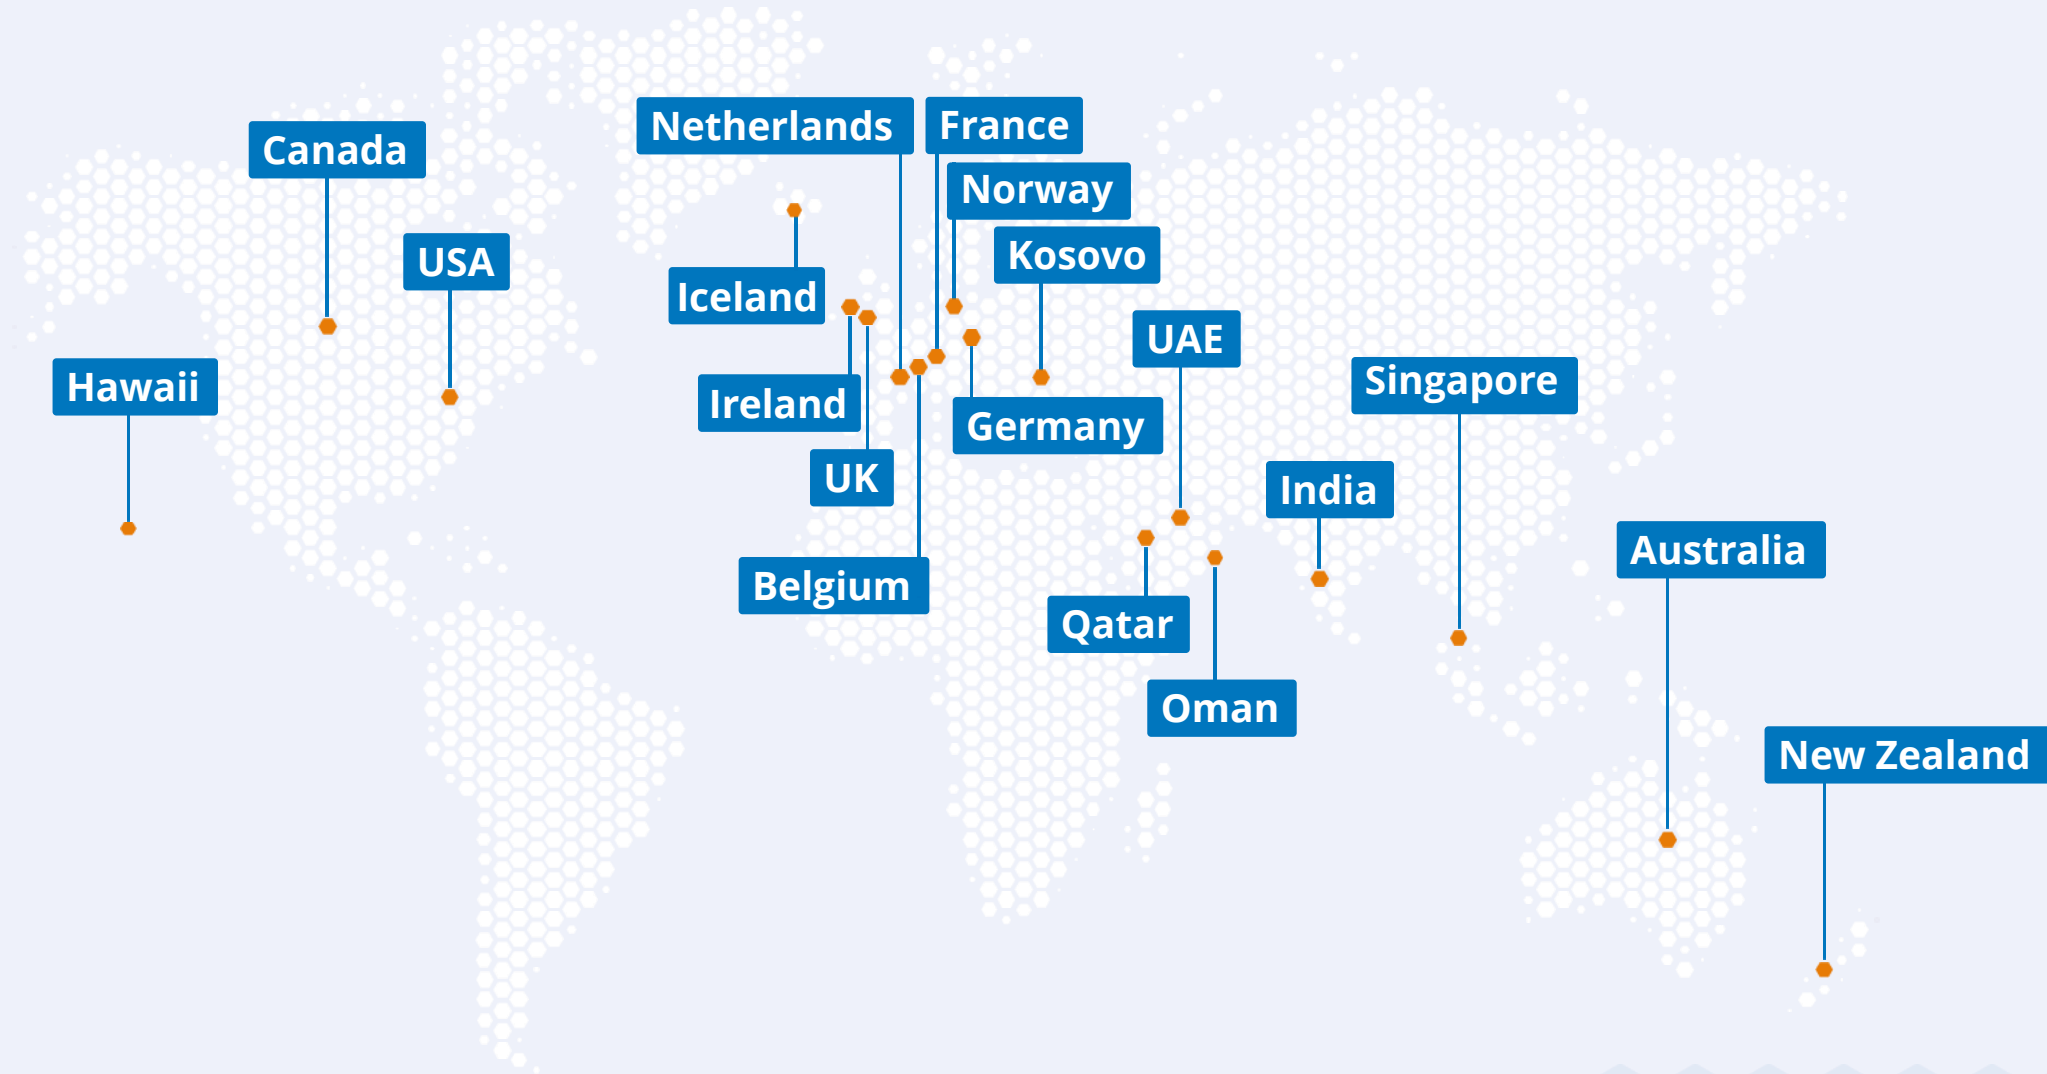 Netherlands
France
Canada
Norway
Kosovo
USA
Iceland
UAE
Hawaii
Singapore
Ireland
Germany
UK
India
Australia
Belgium
Qatar
Oman
New Zealand